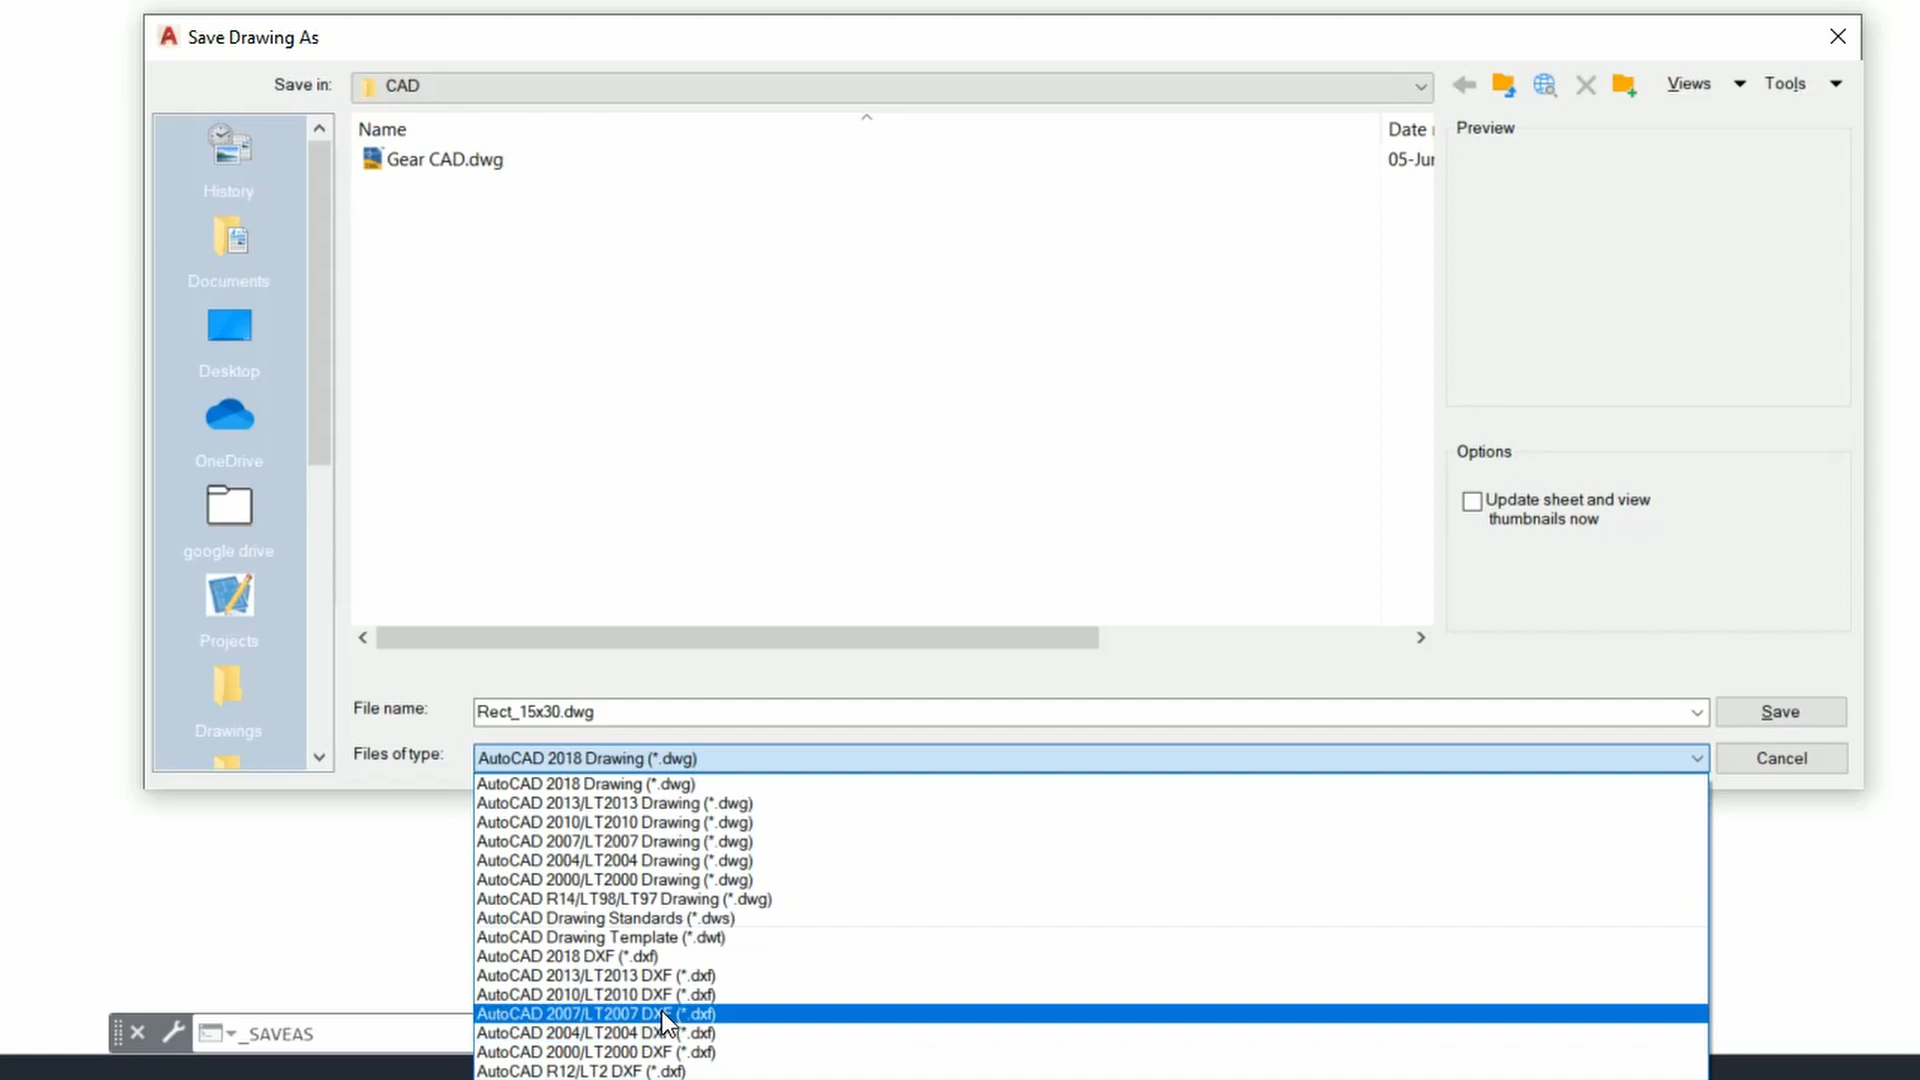 Save Drawing As
Save in:
CAD
Views
Tools
Name
Date
Preview
Gear CAD.dwg
05-Jun
History
Documents
Desktop
OneDrive
google drive
Projects
Drawings
Options
Update sheet and view
thumbnails now
File name:
Rect_15x30.dwg
Save
Files of type:
AutoCAD 2018 Drawing (*.dwg)
Cancel
AutoCAD 2018 Drawing (*.dwg)
AutoCAD 2013/LT2013 Drawing (*.dwg)
AutoCAD 2010/LT2010 Drawing (*.dwg)
AutoCAD 2007/LT2007 Drawing (*.dwg)
AutoCAD 2004/LT2004 Drawing (*.dwg)
AutoCAD 2000/LT2000 Drawing (*.dwg)
AutoCAD R14/LT98/LT97 Drawing (*.dwg)
AutoCAD Drawing Standards (*.dws)
AutoCAD Drawing Template (*.dwt)
AutoCAD 2018 DXF (*.dxf)
AutoCAD 2013/LT2013 DXF (*.dxf)
AutoCAD 2010/LT2010 DXF (*.dxf)
AutoCAD 2007/LT2007 DXF (*.dxf)
AutoCAD 2004/LT2004 DXF (*.dxf)
AutoCAD 2000/LT2000 DXF (*.dxf)
AutoCAD R12/LT2 DXF (*.dxf)
_SAVEAS